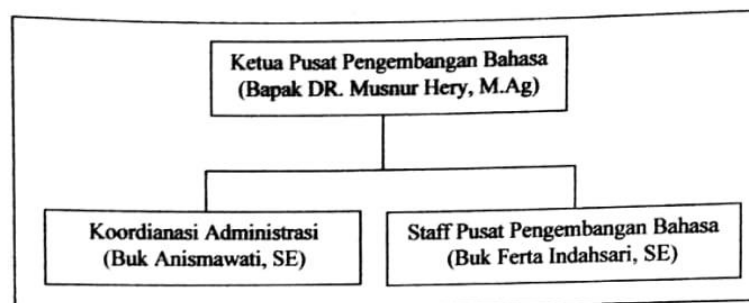 Ketua Pusat Pengembangan Bahasa
(Bapak DR. Musnur Hery, M.Ag)
Koordianasi Administrasi
(Buk Anismawati, SE)
Staff Pusat Pengembangan Bahasa
(Buk Ferta Indahsari, SE)